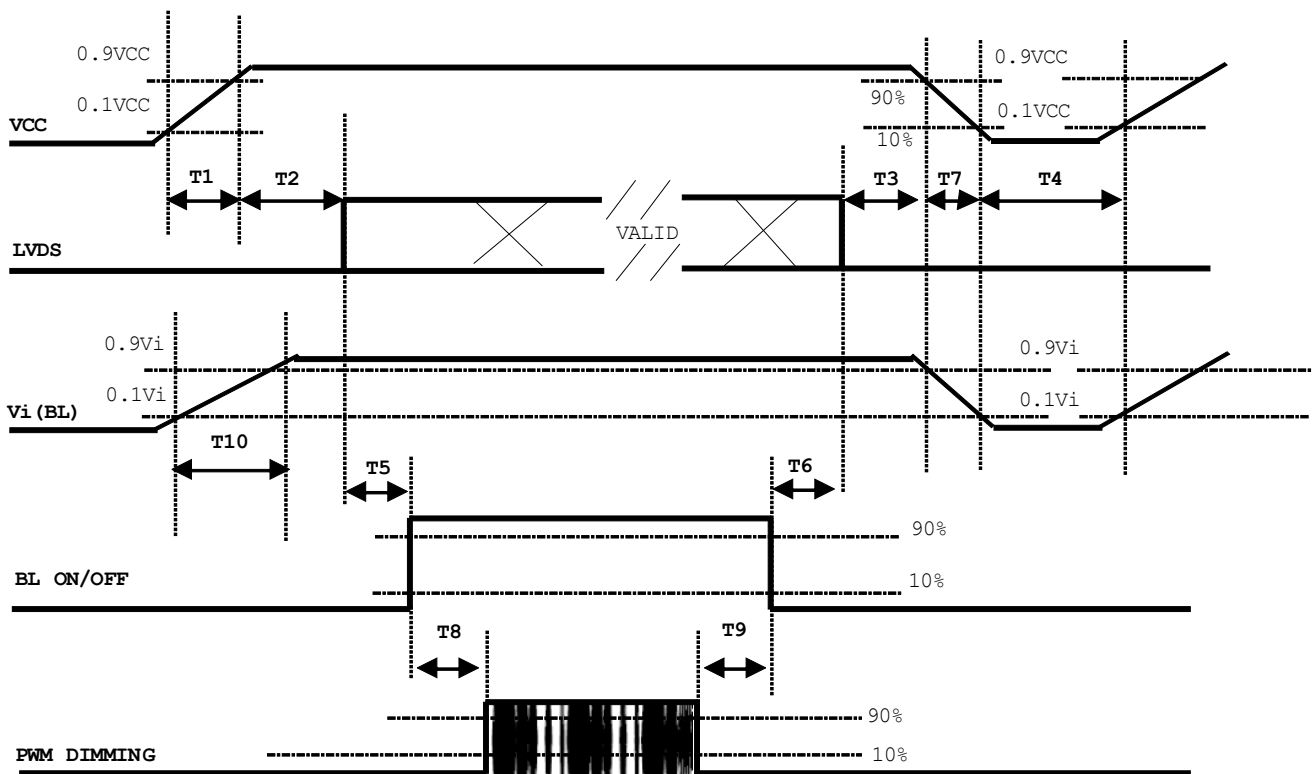 0.9VCC
0.9VCC
90%
0.1VCC
0.1VCC
VCC
10%
T1
T2
T3
T7
T4
VALID
LVDS
0.9Vi
0.9Vi
0.1Vi
0.1Vi
Vi(BL)
T10
T5
T6
90%
BL ON/OFF
10%
T8
T9
90%
PWM DIMMING
10%